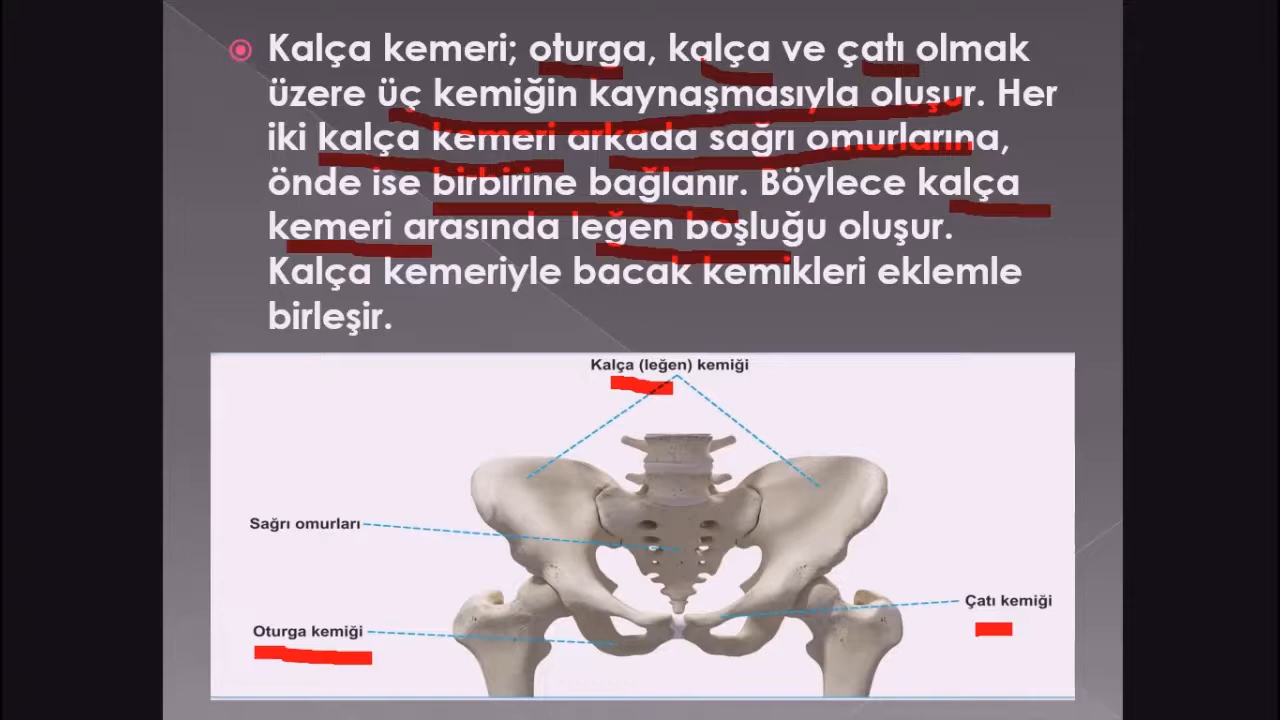 Kalça kemeri; oturga, kalça ve çatı olmak
üzere üç kemiğin kaynaşmasıyla oluşur. Her
iki kalça kemeri arkada sağrı omurlarına,
önde ise birbirine bağlanır. Böylece kalça
kemeri arasında leğen boşluğu oluşur.
Kalça kemeriyle bacak kemikleri eklemle
birleşir.
Kalça (leğen) kemiği
Sağrı omurları
Çatı kemiği
Oturga kemiği